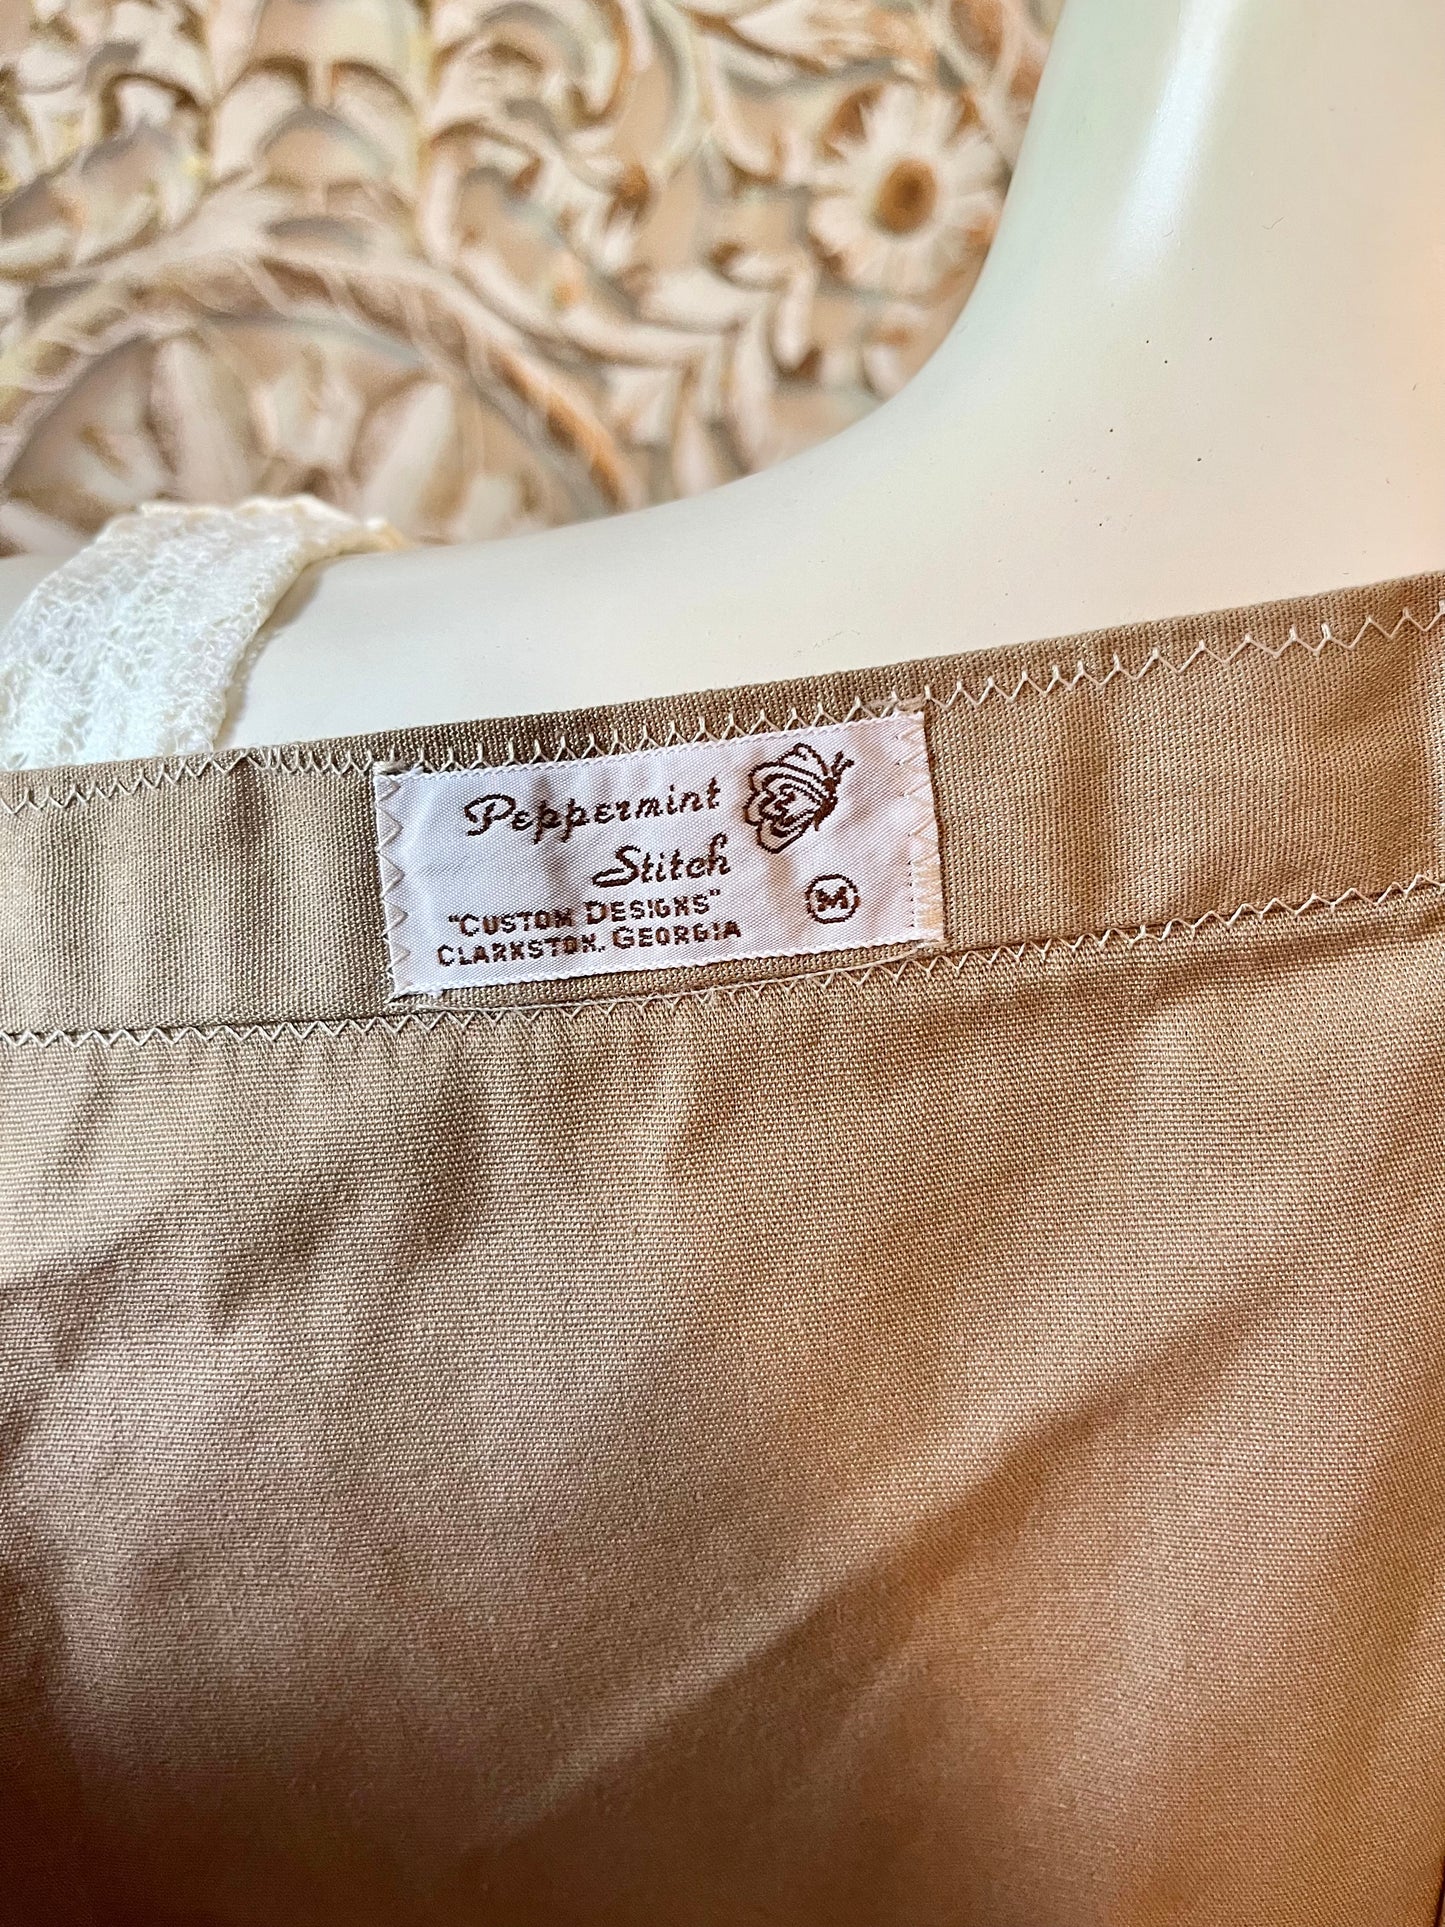 Peppermint
Stitch
"CUSTOM DESIGNS"
CLARKSTON, GEORGIA
M